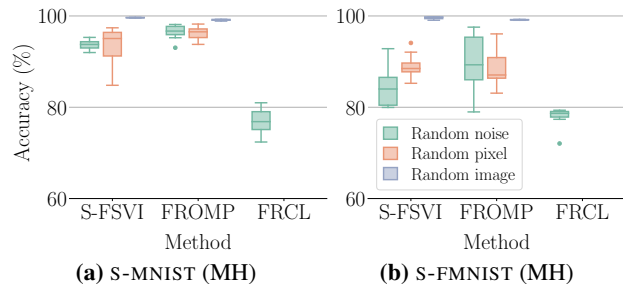 100
80
60
Accuracy (%)
S-FSVI FROMP FRCL
Method
(a) S-MNIST (MH)
100
80
60
Random noise
Random pixel
Random image
S-FSVI FROMP FRCL
Method
(b) S-FMNIST (MH)